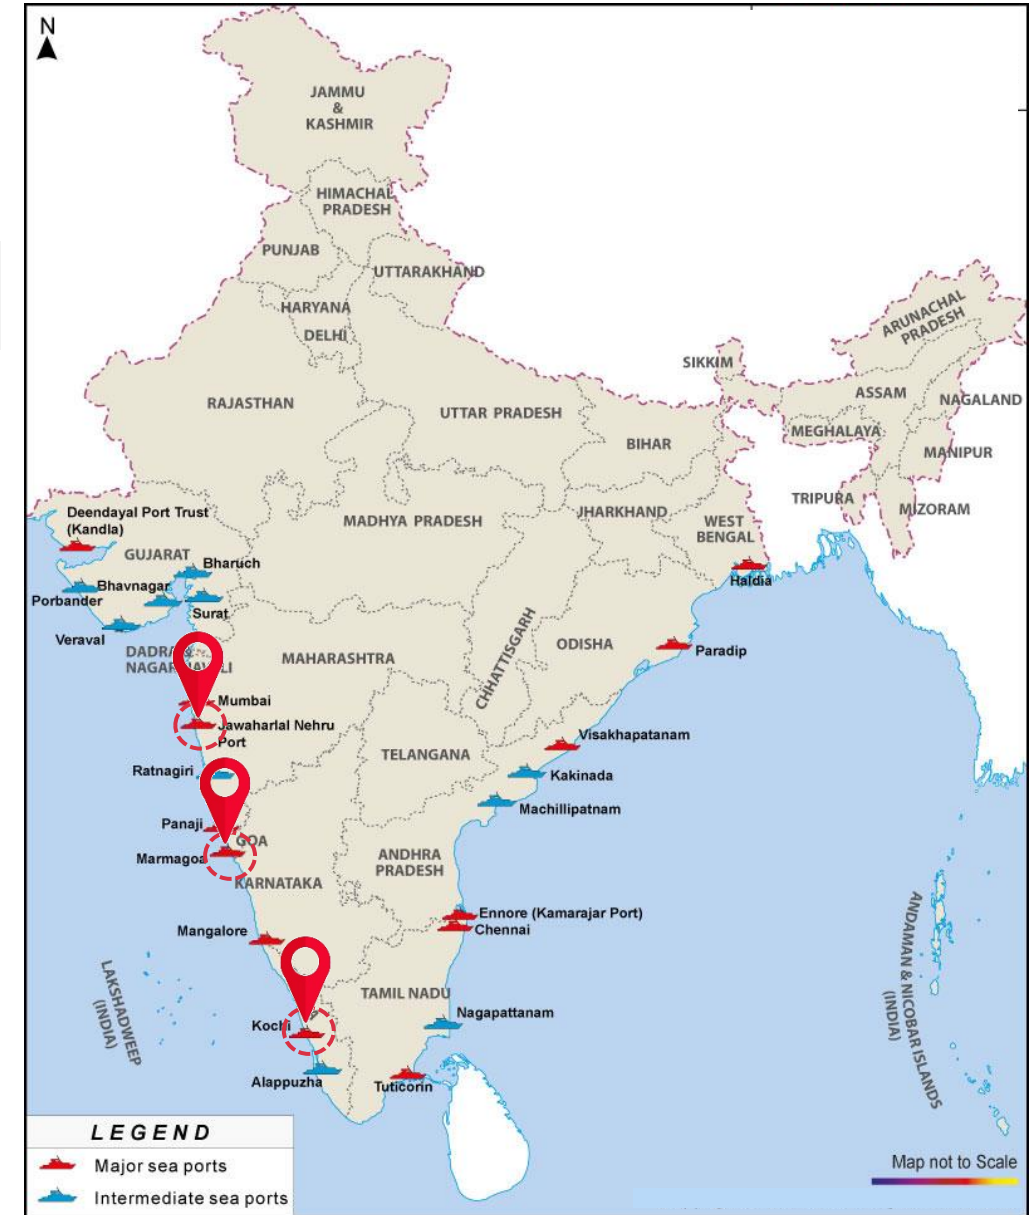 N
JAMMU
&
KASHMIR
HIMACHAL
PRADESH
PUNJAB
UTTARAKHAND
HARYANA
DELHI
ARUNACHAL
PRADESH
SIKKIM
ASSAM
NAGALAND
RAJASTHAN
UTTAR PRADESH
MEGHALAYA
BIHAR
MANIPUR
TRIPURA
MIZORAM
Deendayal Port Trust
(Kandla)
MADHYA PRADESH
JHARKHAND
WEST
BENGAL
GUJARAT
Bharuch
Bhavnagar
Haldia
Porbander
Surat
Veraval
ODISHA
CHHATTISGARH
Paradip
DADRA
NAGAR
MAHARASHTRA
Mumbai
Jawaharlal Nehru
Port
Visakhapatanam
TELANGANA
Ratnagiri
Kakinada
Machillipatnam
Panaji
GOA
Marmagoa
ANDHRA
PRADESH
KARNATAKA
Ennore (Kamarajar Port)
Chennai
Mangalore
LAKSHADWEEP
(INDIA)
ANDAMAN & NICOBAR ISLANDS
(INDIA)
TAMIL NADU
Nagapattanam
Kochi
Alappuzha
Tuticorin
LEGEND
Major sea ports
Intermediate sea ports
Map not to Scale